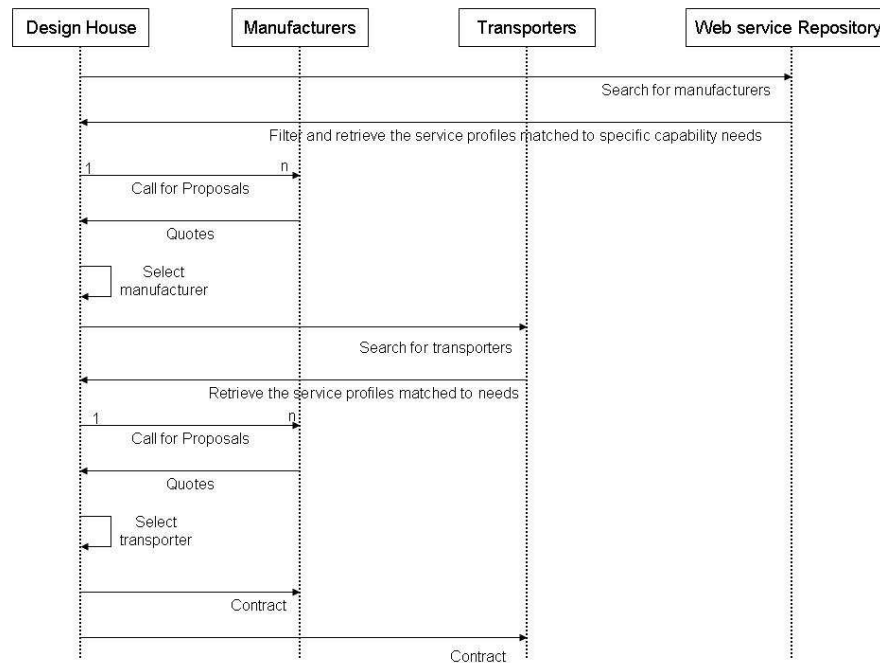 Design House
Manufacturers
Transporters
Web service Repository
Search for manufacturers
Filter and retrieve the service profiles matched to specific capability needs
1
n
Call for Proposals
Quotes
Select
manufacturer
Search for transporters
Retrieve the service profiles matched to needs
1
n
Call for Proposals
Quotes
Select
transporter
Contract
Contract